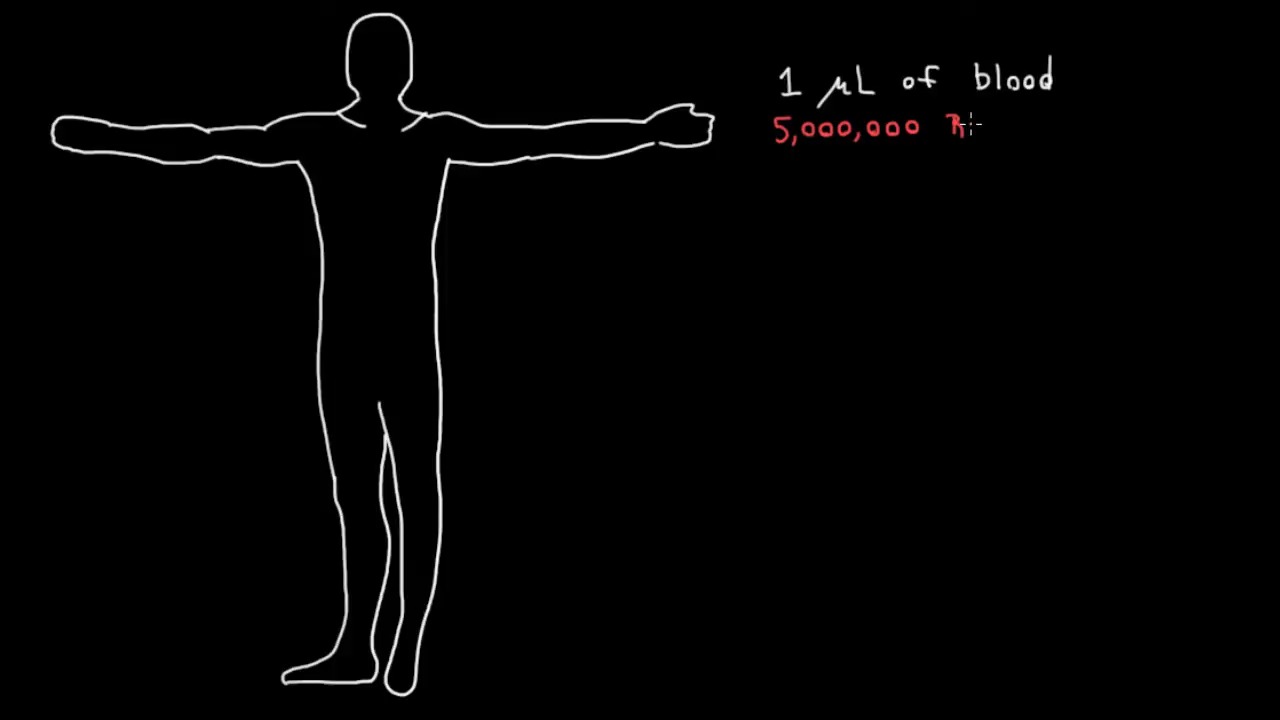 1 μL of blood
5,000,000 R